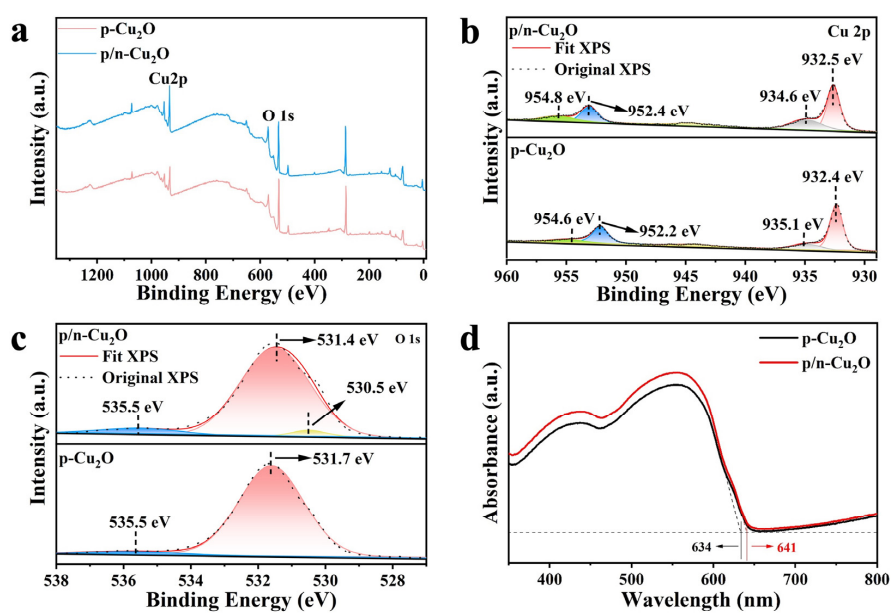 a
p-Cu₂O
p/n-Cu₂O
Cu2p
O 1s
Intensity (a.u.)
1200 1000 800 600 400 200 0
Binding Energy (eV)
b
p/n-Cu₂O
Cu 2p
Fit XPS
Original XPS
932.5 eV
954.8 eV
952.4 eV
934.6 eV
p-Cu₂O
932.4 eV
954.6 eV
952.2 eV
935.1 eV
Intensity (a.u.)
960 955 950 945 940 935 930
Binding Energy (eV)
c
p/n-Cu₂O
O 1s
Fit XPS
Original XPS
531.4 eV
530.5 eV
535.5 eV
p-Cu₂O
531.7 eV
535.5 eV
Intensity (a.u.)
538 536 534 532 530 528
Binding Energy (eV)
d
p-Cu₂O
p/n-Cu₂O
Absorbance (a.u.)
634
641
400 500 600 700 800
Wavelength (nm)